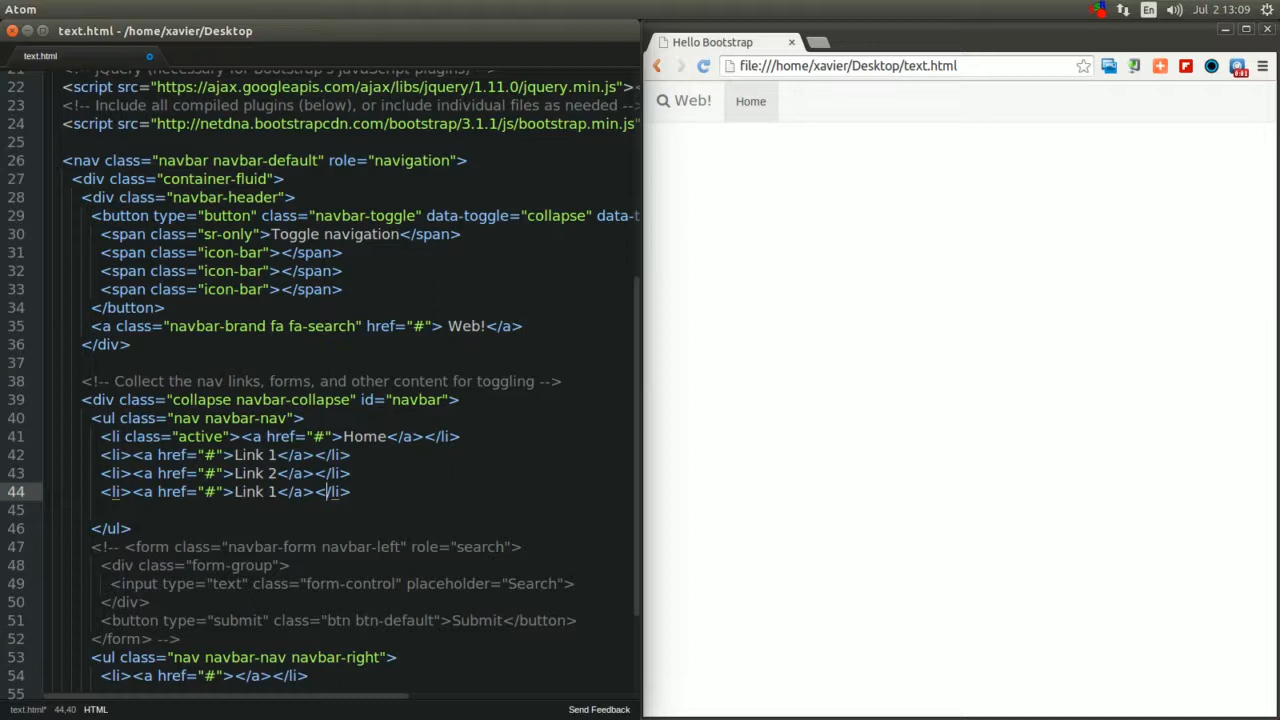 Atom
En
Jul 2 13:09
text.html - /home/xavier/Desktop
text.html
Hello Bootstrap
file:///home/xavier/Desktop/text.html
0:01
Web!
Home
21 <!-- jQuery (necessary for Bootstrap's JavaScript plugins) -->
22 <script src="https://ajax.googleapis.com/ajax/libs/jquery/1.11.0/jquery.min.js"><
23 <!-- Include all compiled plugins (below), or include individual files as needed -->
24 <script src="http://netdna.bootstrapcdn.com/bootstrap/3.1.1/js/bootstrap.min.js"
25
26 <nav class="navbar navbar-default" role="navigation">
27 <div class="container-fluid">
28 <div class="navbar-header">
29 <button type="button" class="navbar-toggle" data-toggle="collapse" data-t
30 <span class="sr-only">Toggle navigation</span>
31 <span class="icon-bar"></span>
32 <span class="icon-bar"></span>
33 <span class="icon-bar"></span>
34 </button>
35 <a class="navbar-brand fa fa-search" href="#"> Web!</a>
36 </div>
37
38 <!-- Collect the nav links, forms, and other content for toggling -->
39 <div class="collapse navbar-collapse" id="navbar">
40 <ul class="nav navbar-nav">
41 <li class="active"><a href="#">Home</a></li>
42 <li><a href="#">Link 1</a></li>
43 <li><a href="#">Link 2</a></li>
44 <li><a href="#">Link 1</a></li>
45
46 </ul>
47 <!-- <form class="navbar-form navbar-left" role="search">
48 <div class="form-group">
49 <input type="text" class="form-control" placeholder="Search">
50 </div>
51 <button type="submit" class="btn btn-default">Submit</button>
52 </form> -->
53 <ul class="nav navbar-nav navbar-right">
54 <li><a href="#"></a></li>
55
text.html* 44,40 HTML
Send Feedback